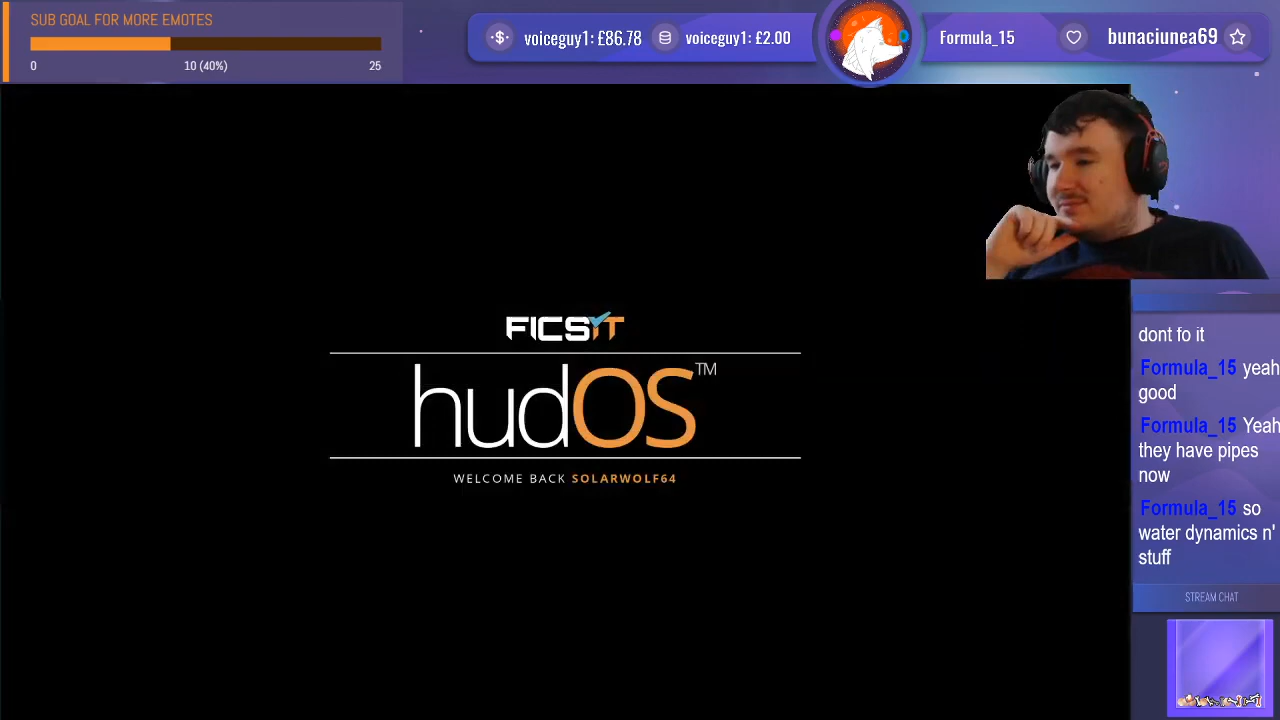 SUB GOAL FOR MORE EMOTES
0
10 (40%)
25
voiceguy1: £86.78
voiceguy1: £2.00
Formula_15
bunaciunea69
FICSIT
hudOS™
WELCOME BACK SOLARWOLF64
dont fo it
Formula_15 yeah
good
Formula_15 Yeah
they have pipes
now
Formula_15 so
water dynamics n'
stuff
STREAM CHAT